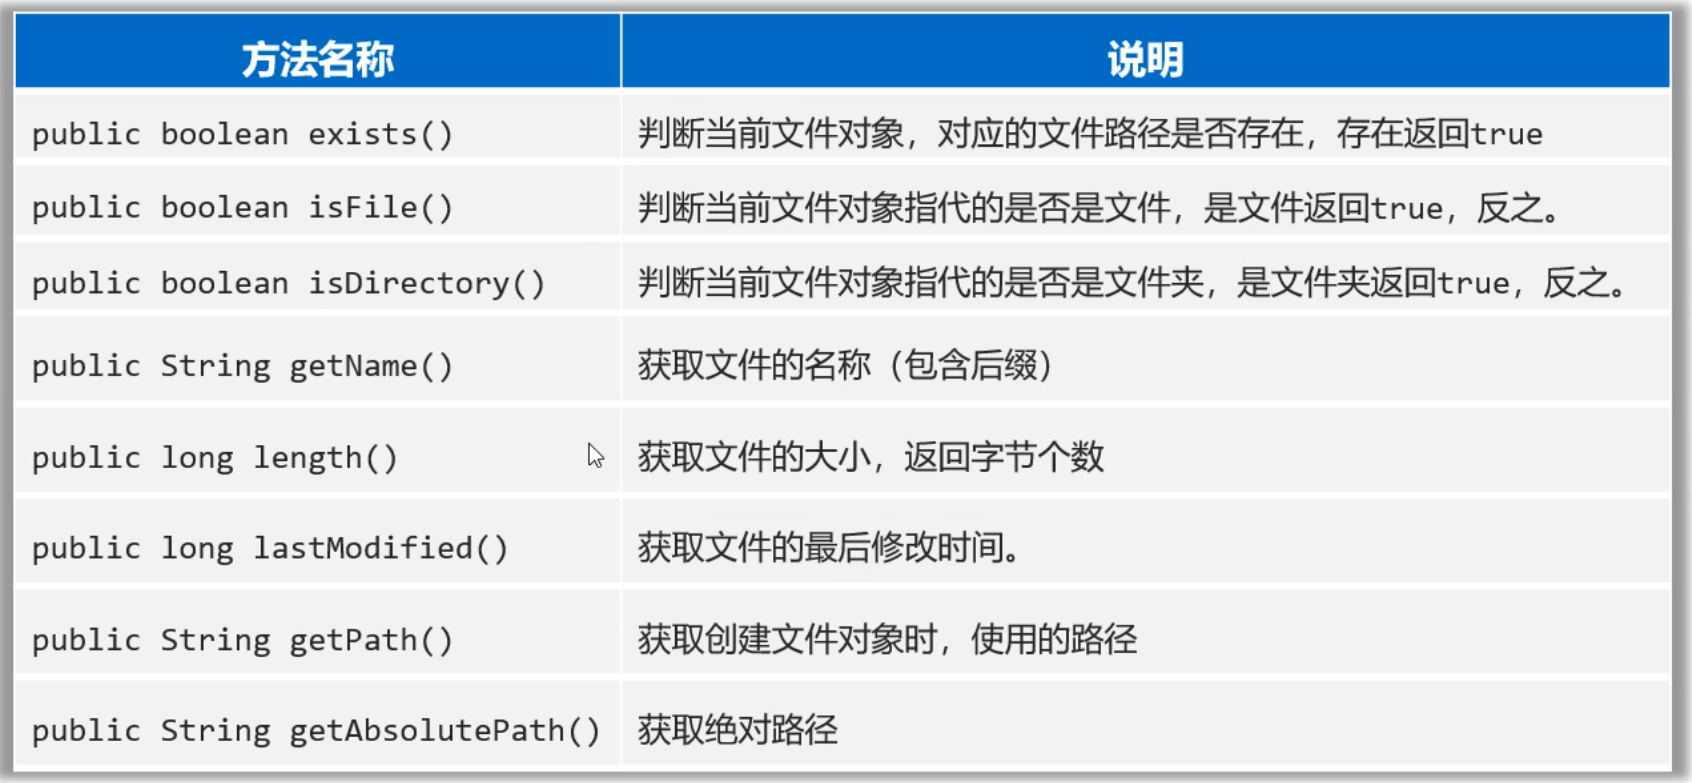 方法名称 说明
public boolean exists() 判断当前文件对象，对应的文件路径是否存在，存在返回true
public boolean isFile() 判断当前文件对象指代的是否是文件，是文件返回true，反之。
public boolean isDirectory() 判断当前文件对象指代的是否是文件夹，是文件夹返回true，反之。
public String getName() 获取文件的名称（包含后缀）
public long length() 获取文件的大小，返回字节个数
public long lastModified() 获取文件的最后修改时间。
public String getPath() 获取创建文件对象时，使用的路径
public String getAbsolutePath() 获取绝对路径